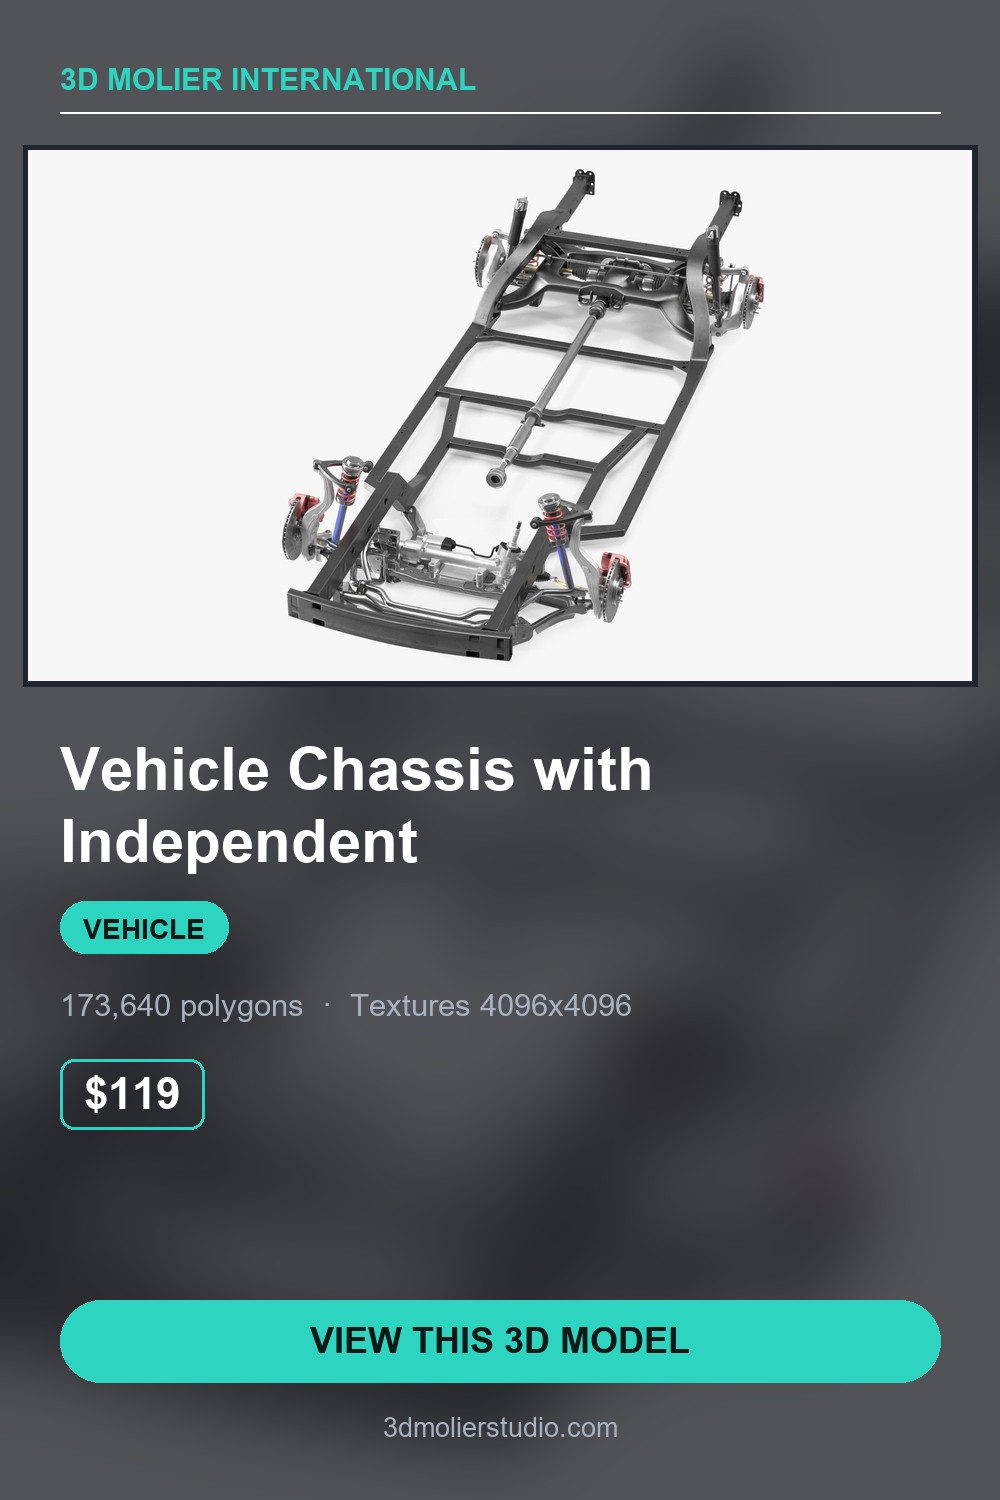 3D MOLIER INTERNATIONAL
Vehicle Chassis with
Independent
VEHICLE
173,640 polygons · Textures 4096x4096
$119
VIEW THIS 3D MODEL
3dmolierstudio.com